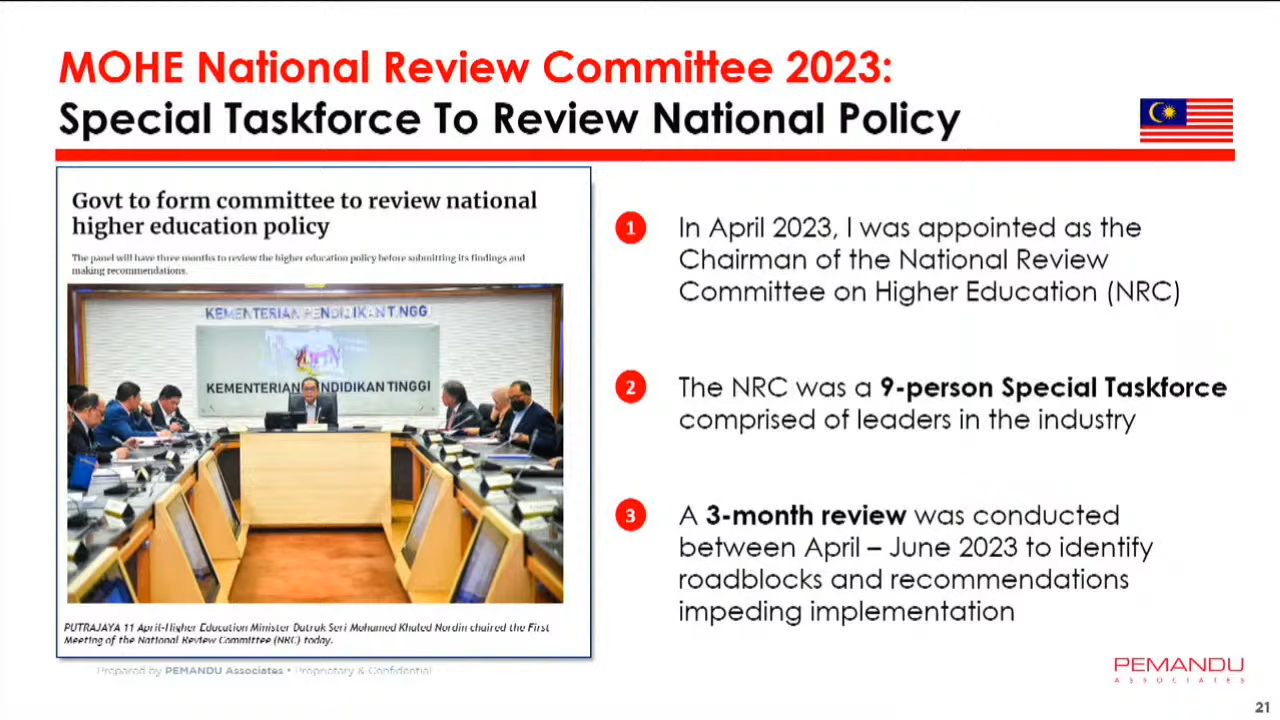 MOHE National Review Committee 2023:
Special Taskforce To Review National Policy
Govt to form committee to review national
higher education policy
The panel will have three months to review the higher education policy before submitting its findings and
making recommendations.
KEMENTERIAN PENDIDIKAN TINGGI
KEMENTERIAN PENDIDIKAN TINGGI
PUTRAJAYA 11 April-Higher Education Minister Datruk Seri Mohamed Khaled Nordin chaired the First
Meeting of the National Review Committee (NRC) today.
1 In April 2023, I was appointed as the
Chairman of the National Review
Committee on Higher Education (NRC)
2 The NRC was a 9-person Special Taskforce
comprised of leaders in the industry
3 A 3-month review was conducted
between April – June 2023 to identify
roadblocks and recommendations
impeding implementation
Prepared by PEMANDU Associates • Proprietary & Confidential
PEMANDU
ASSOCIATES
21